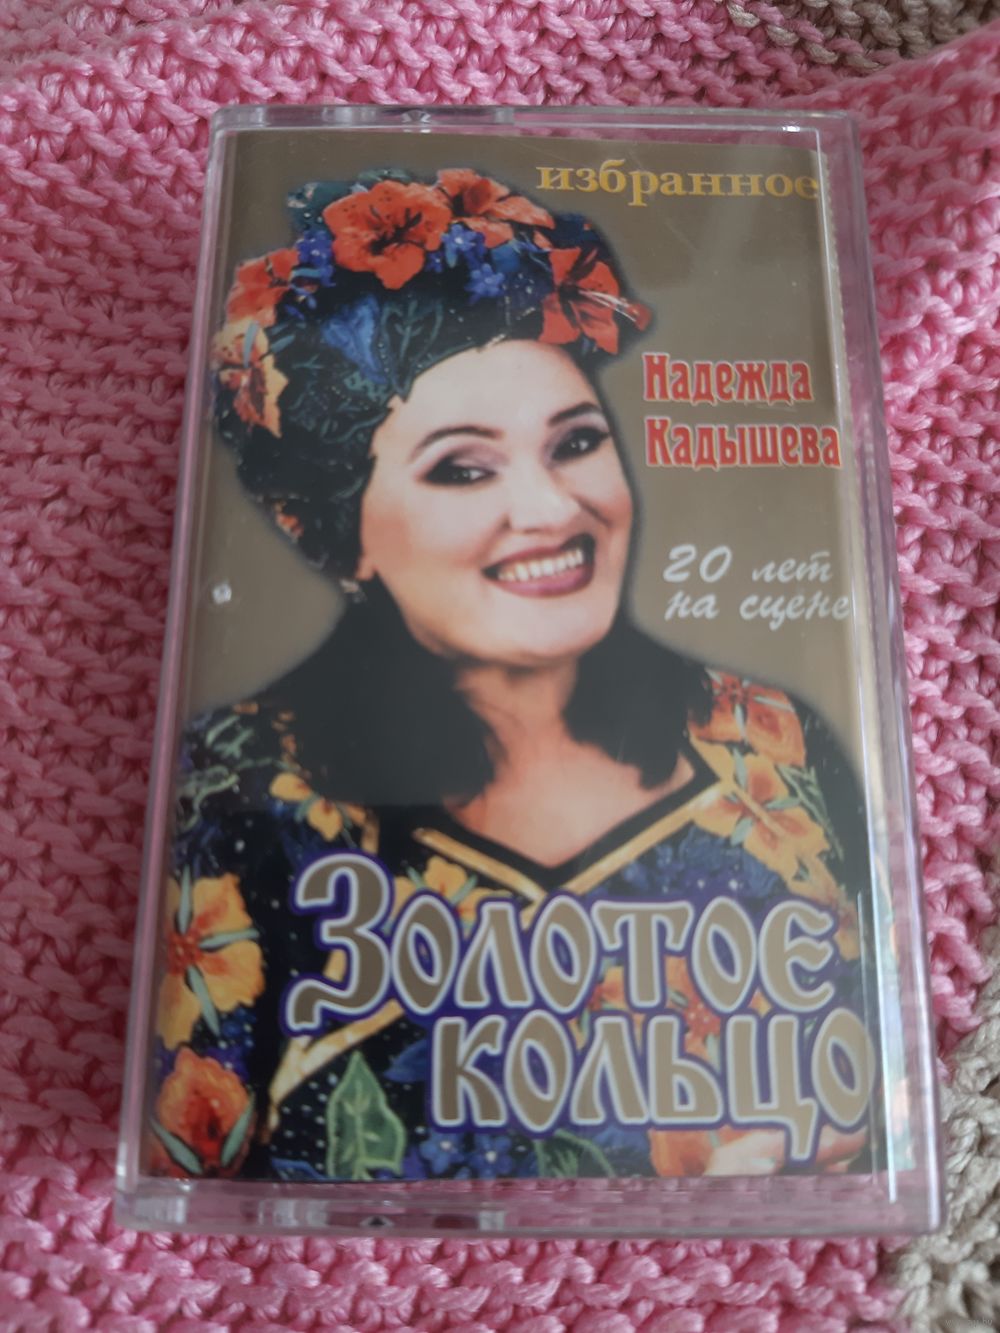 избранное
Надежда
Кадышева
20 лет
на сцене
Золотое
кольцо